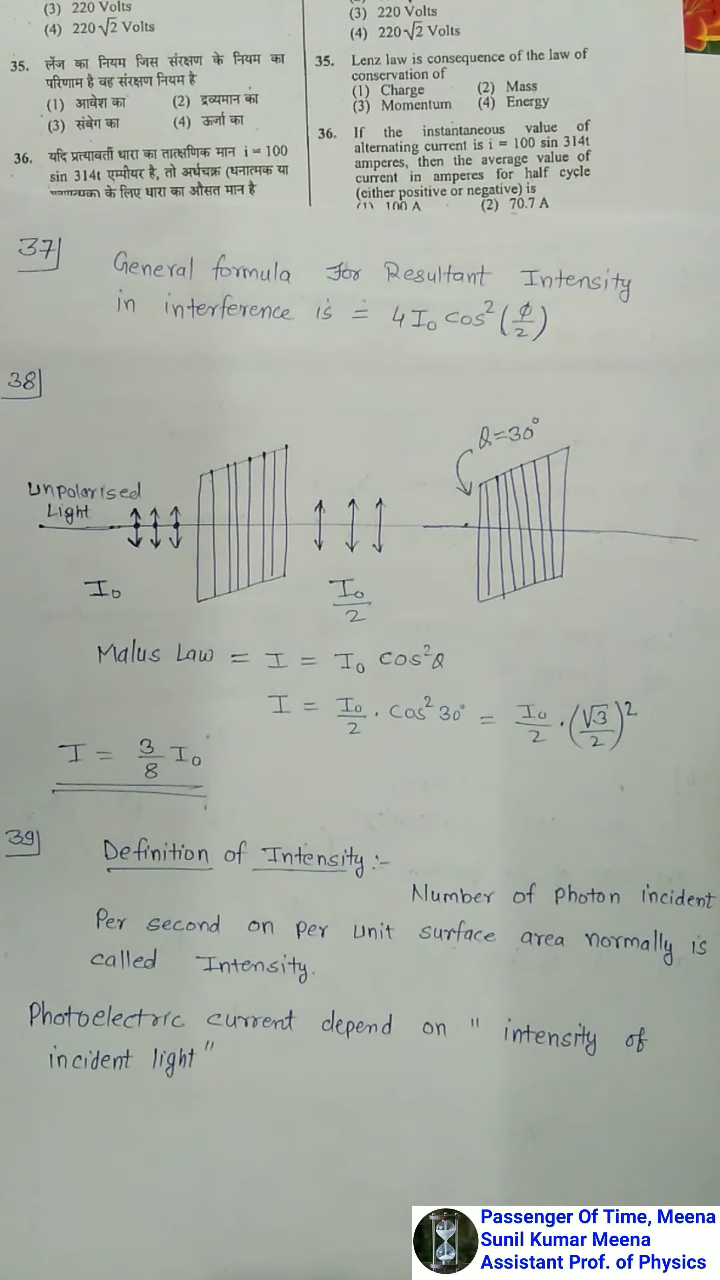 (3) 220 Volts
(4) 220√2 Volts
35. लेंज का नियम जिस संरक्षण के नियम का
परिणाम है वह संरक्षण नियम है
(1) आवेश का (2) द्रव्यमान का
(3) संवेग का (4) ऊर्जा का
36. यदि प्रत्यावर्ती धारा का तात्क्षणिक मान i = 100
sin 314t एम्पीयर है, तो अर्धचक्र (धनात्मक या
के लिए धारा का औसत मान है
(3) 220 Volts
(4) 220√2 Volts
35. Lenz law is consequence of the law of
conservation of
(1) Charge (2) Mass
(3) Momentum (4) Energy
36. If the instantaneous value of
alternating current is i = 100 sin 314t
amperes, then the average value of
current in amperes for half cycle
(either positive or negative) is
(1) 100 A (2) 70.7 A
37
General formula for Resultant Intensity
in interference is = 4I₀ cos²(φ/2)
38
Q=30°
Unpolarised
Light
I₀
I₀/2
Malus Law = I = I₀ cos²Q
I = I₀/2 . cos²30° = I₀/2 . (√3/2)²
I = 3/8 I₀
39
Definition of Intensity :-
Number of photon incident
Per second on per unit surface area normally is
called Intensity.
Photoelectric current depend on " intensity of
incident light "
Passenger Of Time, Meena
Sunil Kumar Meena
Assistant Prof. of Physics